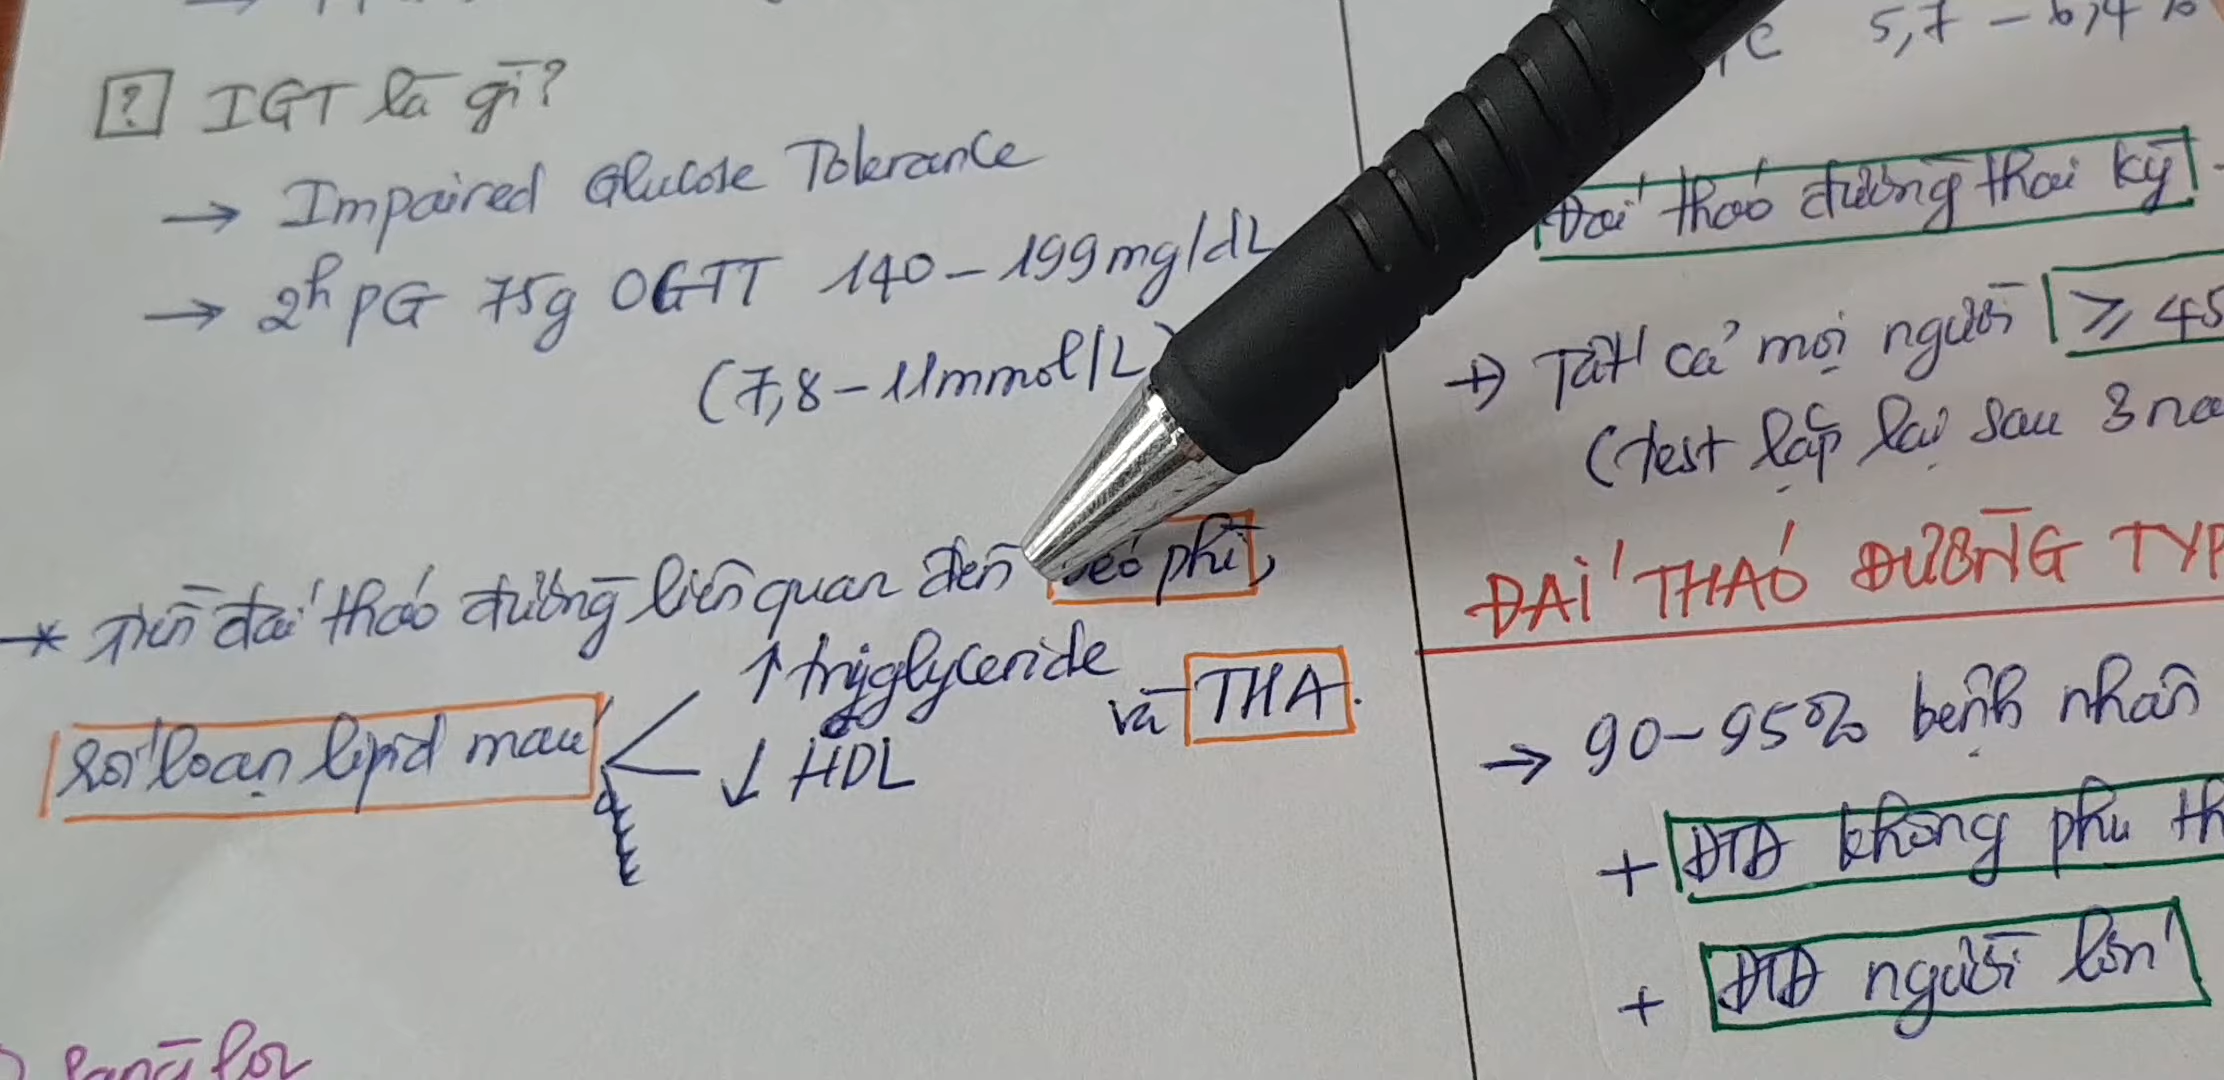 ? IGT là gì?
→ Impaired Glucose Tolerance
→ 2h PG 75g OGTT 140 – 199mg/dL
(7,8 – 11mmol/L)
* Tiền đái tháo đường liên quan đến béo phì,
rối loạn lipid máu
↑ triglyceride
↓ HDL
và THA.
5,7 – 6,4%
Đái tháo đường thai kỳ
→ Tất cả mọi người ≥ 45
(test lặp lại sau 3
ĐÁI THÁO ĐƯỜNG TYP
→ 90–95% bệnh nhân
+ ĐTĐ không phụ th
+ ĐTĐ người lớn